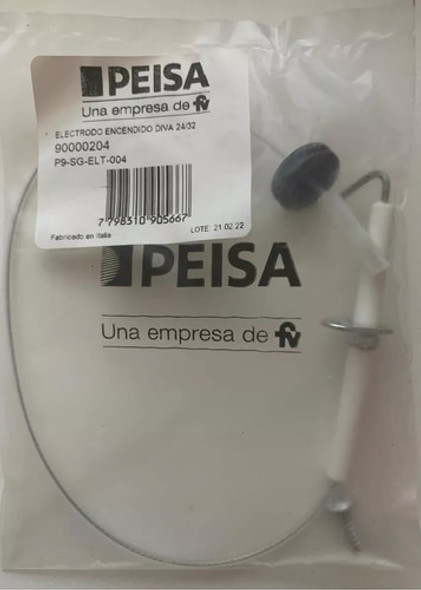 PEISA
Una empresa de fv
ELECTRODO ENCENDIDO DIVA 24/32
90000204
P9-SG-ELT-004
7 798310 905667
Fabricado en Italia
LOTE 21.02.22
PEISA
Una empresa de fv